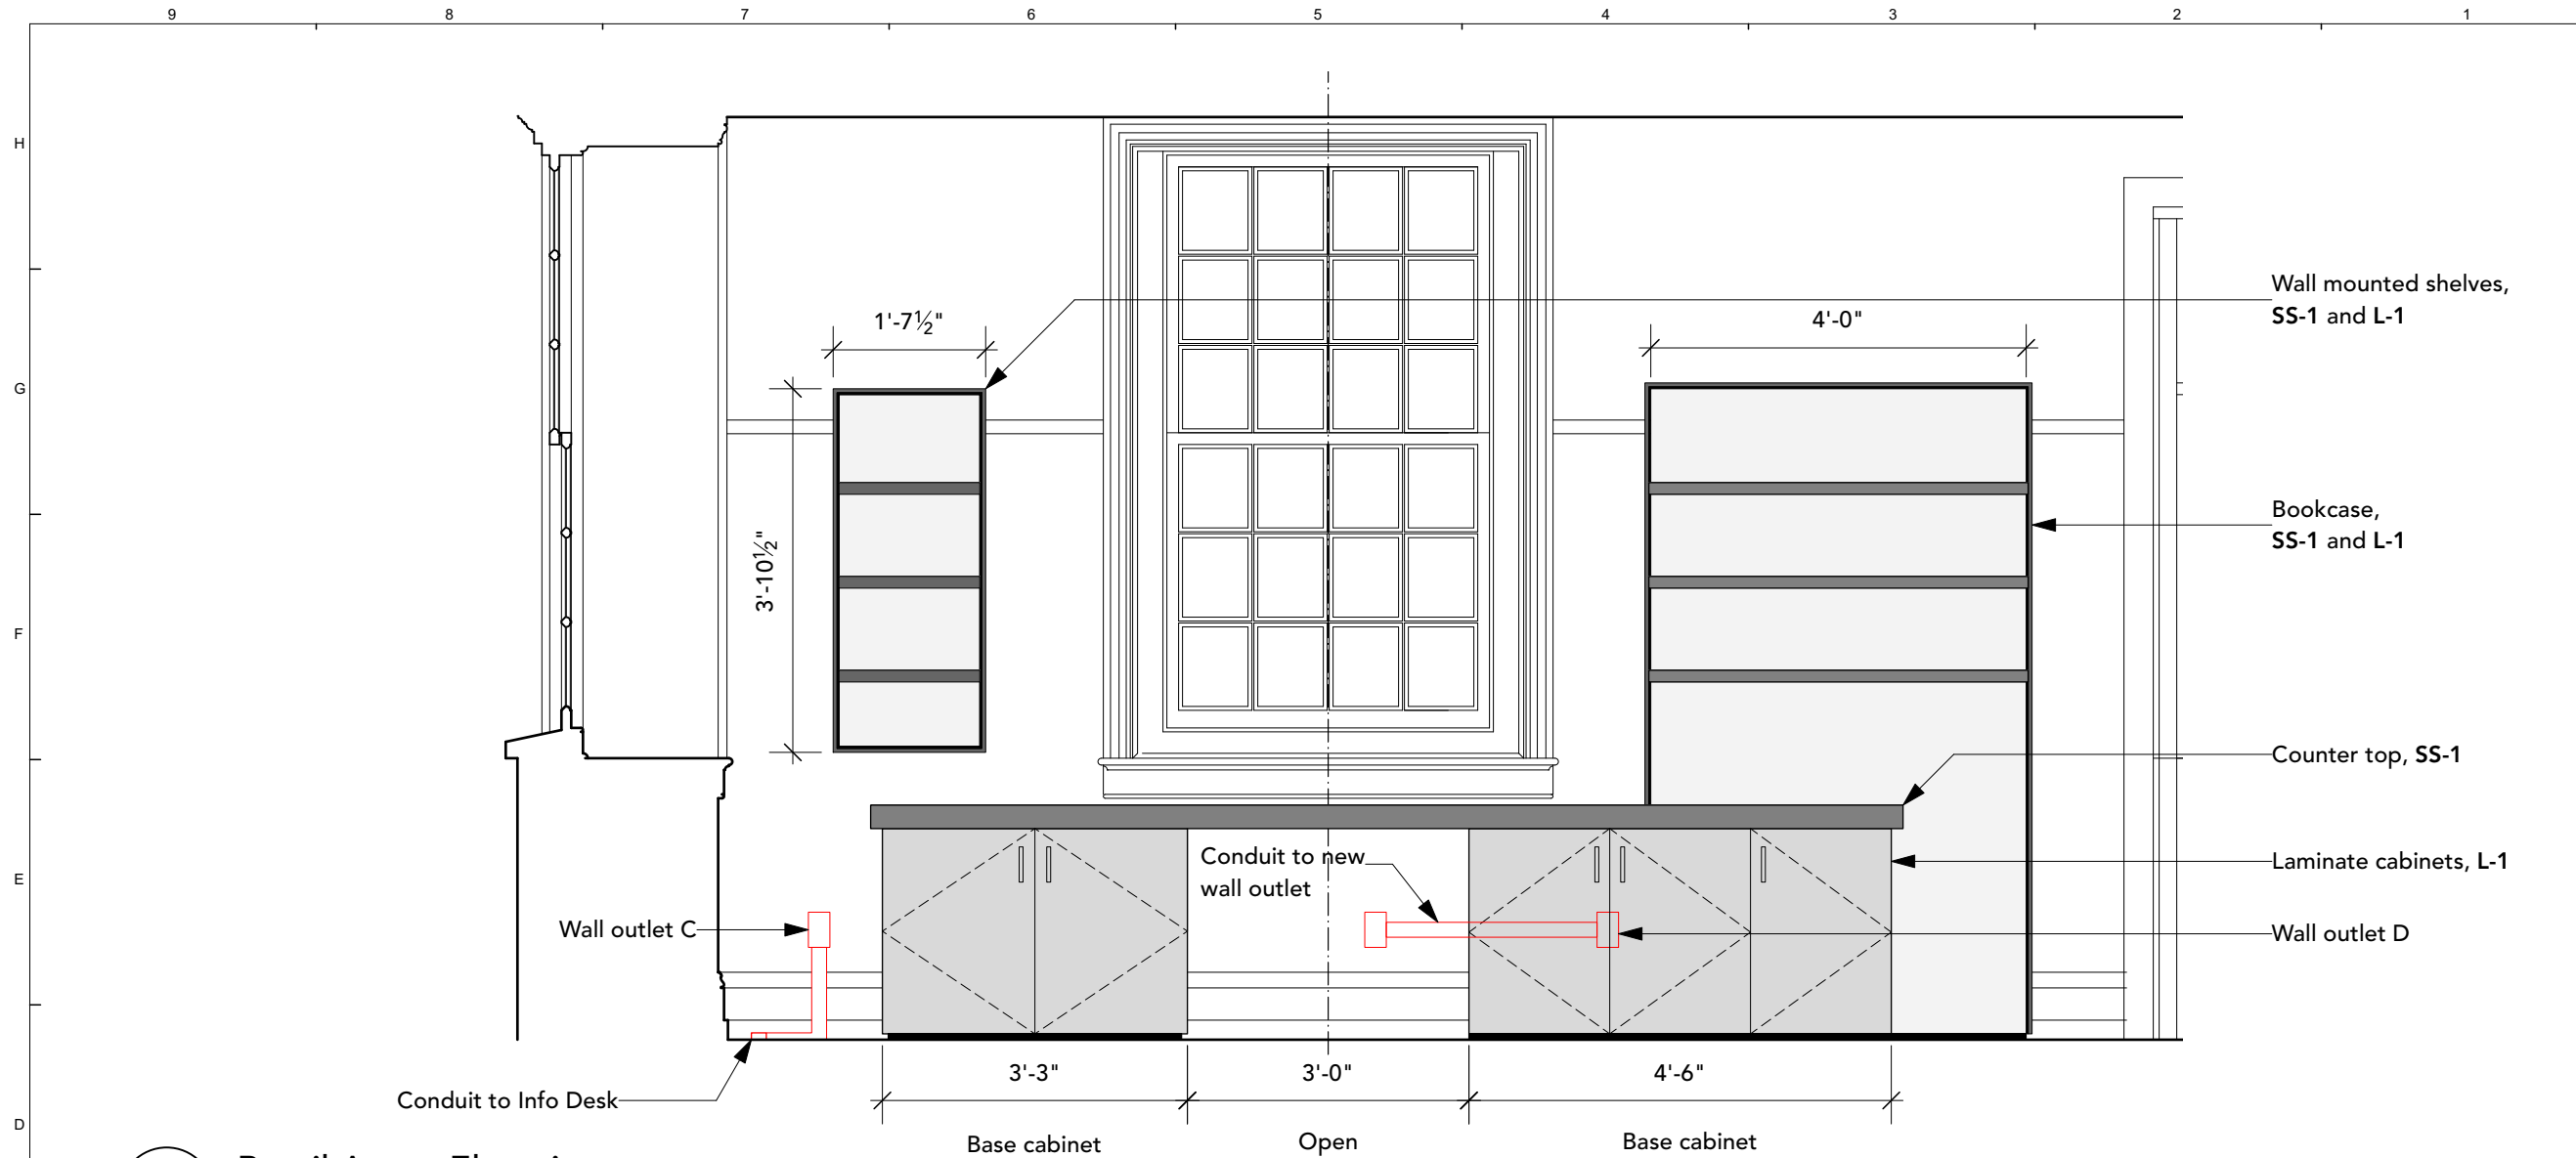 9 8 7 6 5 4 3 2 1
H
G
F
E
D
Wall mounted shelves,
SS-1 and L-1
1'-7½"
4'-0"
3'-10½"
Bookcase,
SS-1 and L-1
Counter top, SS-1
Conduit to new
wall outlet
Laminate cabinets, L-1
Wall outlet C
Wall outlet D
3'-3"
3'-0"
4'-6"
Conduit to Info Desk
Base cabinet
Open
Base cabinet